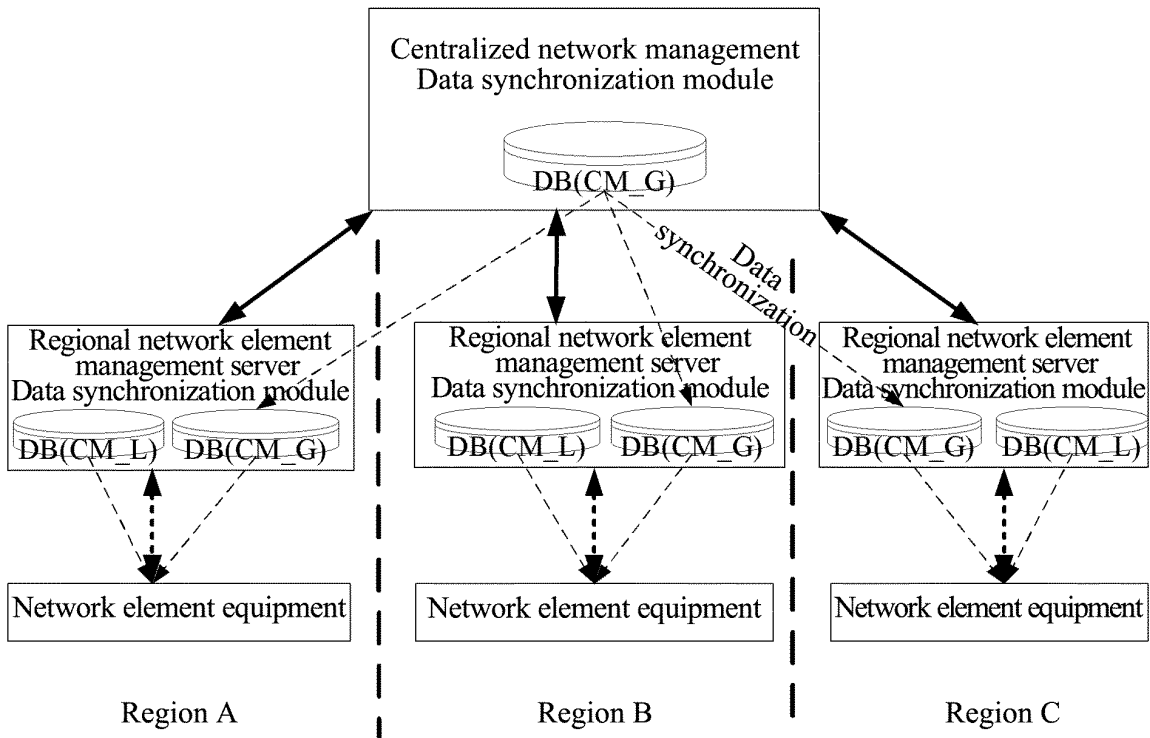 Centralized network management
Data synchronization module
DB(CM_G)
Data
synchronization
Regional network element
management server
Data synchronization module
DB(CM_L)
DB(CM_G)
Regional network element
management server
Data synchronization module
DB(CM_L)
DB(CM_G)
Regional network element
management server
Data synchronization module
DB(CM_G)
DB(CM_L)
Network element equipment
Network element equipment
Network element equipment
Region A
Region B
Region C